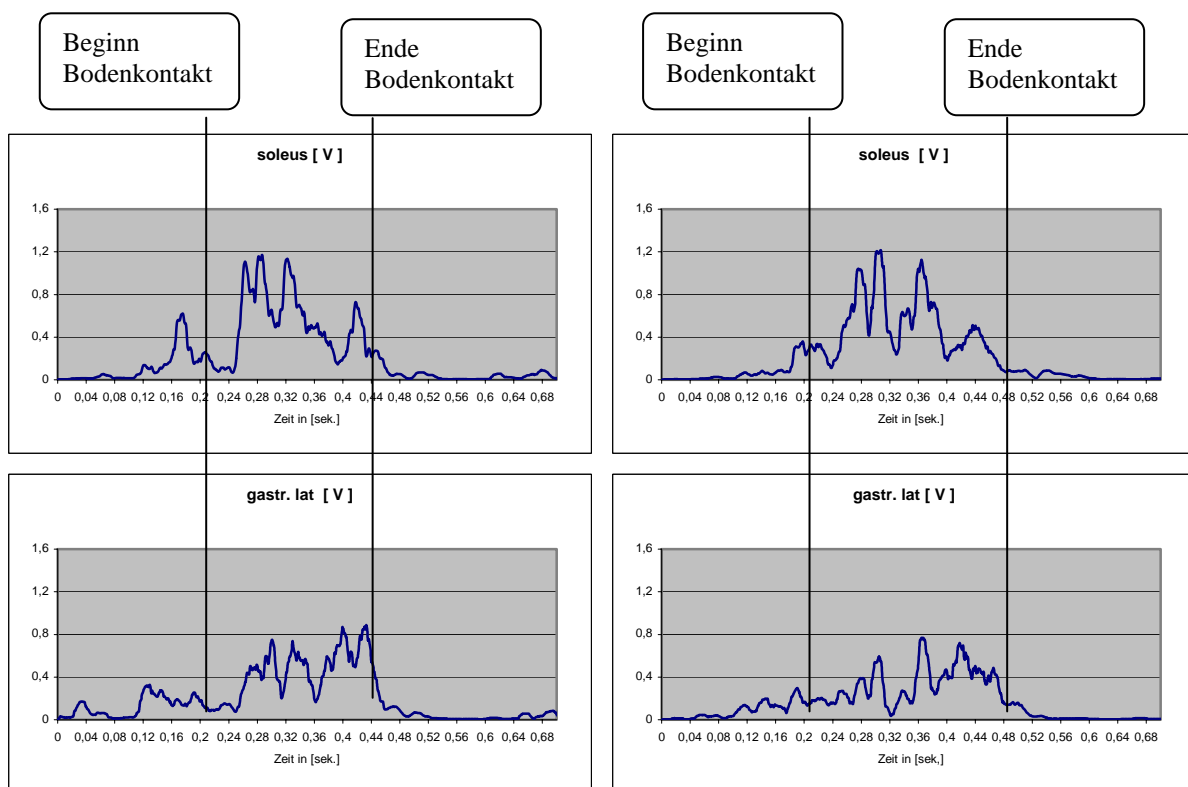 Beginn
Bodenkontakt
Ende
Bodenkontakt
Beginn
Bodenkontakt
Ende
Bodenkontakt
soleus [ V ]
1,6
1,2
0,8
0,4
0
0 0,04 0,08 0,12 0,16 0,2 0,24 0,28 0,32 0,36 0,4 0,44 0,48 0,52 0,56 0,6 0,64 0,68
Zeit in [sek.]
soleus [ V ]
1,6
1,2
0,8
0,4
0
0 0,04 0,08 0,12 0,16 0,2 0,24 0,28 0,32 0,36 0,4 0,44 0,48 0,52 0,56 0,6 0,64 0,68
Zeit in [sek.]
gastr. lat [ V ]
1,6
1,2
0,8
0,4
0
0 0,04 0,08 0,12 0,16 0,2 0,24 0,28 0,32 0,36 0,4 0,44 0,48 0,52 0,56 0,6 0,64 0,68
Zeit in [sek.]
gastr. lat [ V ]
1,6
1,2
0,8
0,4
0
0 0,04 0,08 0,12 0,16 0,2 0,24 0,28 0,32 0,36 0,4 0,44 0,48 0,52 0,56 0,6 0,64 0,68
Zeit in [sek,]